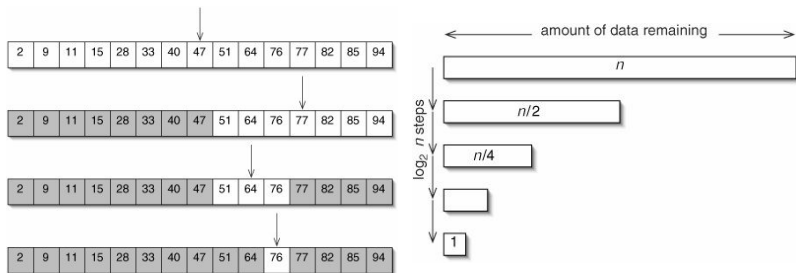 2 9 11 15 28 33 40 47 51 64 76 77 82 85 94
2 9 11 15 28 33 40 47 51 64 76 77 82 85 94
2 9 11 15 28 33 40 47 51 64 76 77 82 85 94
2 9 11 15 28 33 40 47 51 64 76 77 82 85 94
amount of data remaining
n
n/2
n/4
1
log₂ n steps